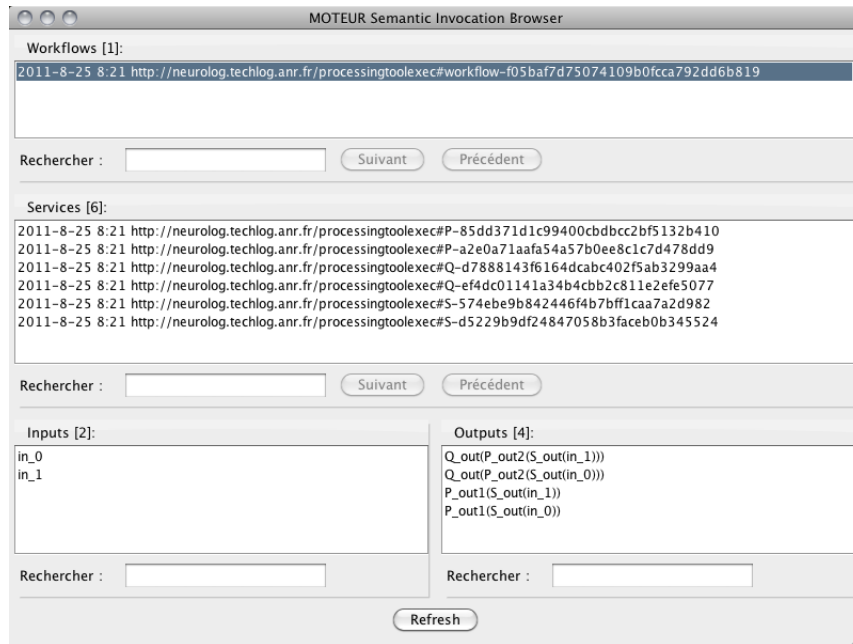 MOTEUR Semantic Invocation Browser
Workflows [1]:
2011-8-25 8:21 http://neurolog.techlog.anr.fr/processingtoolexec#workflow-f05baf7d75074109b0fcca792dd6b819
Rechercher :
Suivant
Précédent
Services [6]:
2011-8-25 8:21 http://neurolog.techlog.anr.fr/processingtoolexec#P-85dd371d1c99400cbdbcc2bf5132b410
2011-8-25 8:21 http://neurolog.techlog.anr.fr/processingtoolexec#P-a2e0a71aafa54a57b0ee8c1c7d478dd9
2011-8-25 8:21 http://neurolog.techlog.anr.fr/processingtoolexec#Q-d7888143f6164dcabc402f5ab3299aa4
2011-8-25 8:21 http://neurolog.techlog.anr.fr/processingtoolexec#Q-ef4dc01141a34b4cbb2c811e2efe5077
2011-8-25 8:21 http://neurolog.techlog.anr.fr/processingtoolexec#S-574ebe9b842446f4b7bff1caa7a2d982
2011-8-25 8:21 http://neurolog.techlog.anr.fr/processingtoolexec#S-d5229b9df24847058b3faceb0b345524
Rechercher :
Suivant
Précédent
Inputs [2]:
in_0
in_1
Rechercher :
Outputs [4]:
Q_out(P_out2(S_out(in_1)))
Q_out(P_out2(S_out(in_0)))
P_out1(S_out(in_1))
P_out1(S_out(in_0))
Rechercher :
Refresh